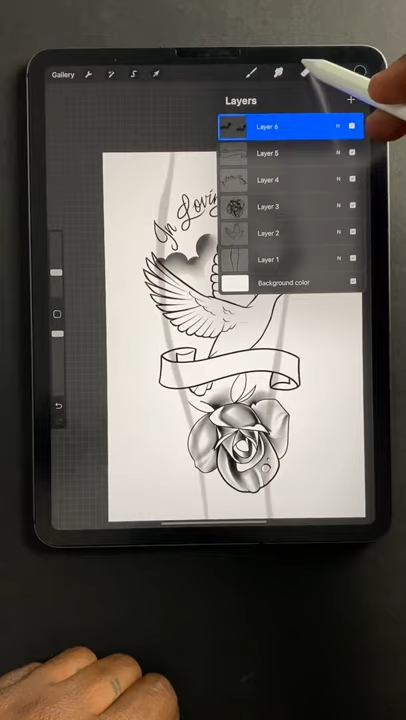 Gallery
Layers
Layer 6 N
Layer 5 N
Layer 4 N
Layer 3 N
Layer 2 N
Layer 1 N
Background color
In Lovin